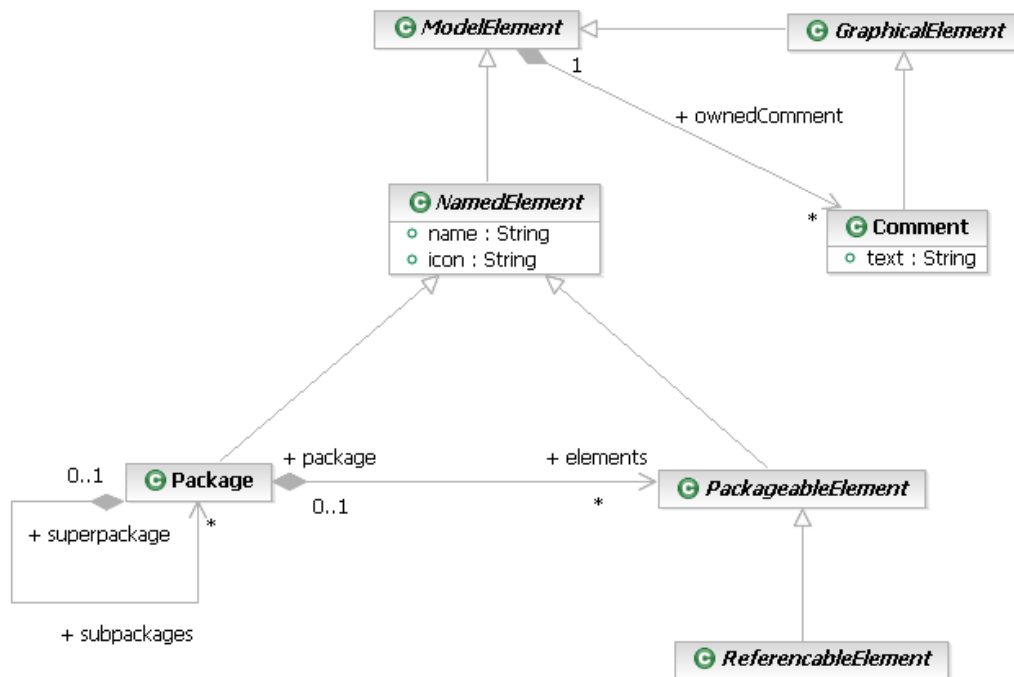 ModelElement
GraphicalElement
1
+ ownedComment
NamedElement
name : String
icon : String
*
Comment
text : String
0..1
Package
+ package
+ elements
PackageableElement
0..1
*
*
+ superpackage
+ subpackages
ReferencableElement